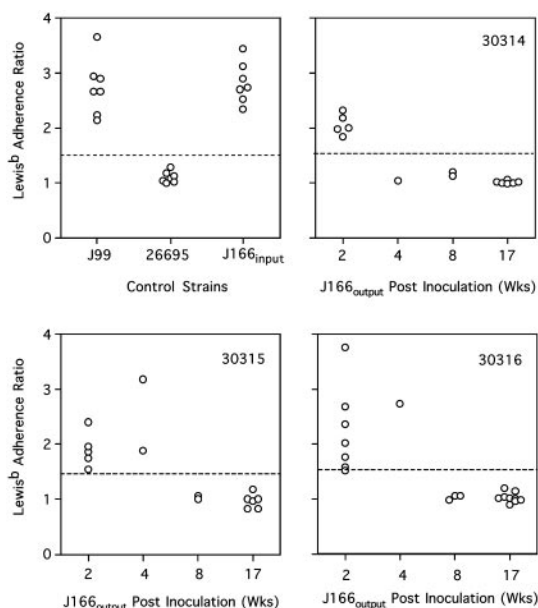 Lewisᵇ Adherence Ratio
4
3
2
1
0
J99 26695 J166input
Control Strains
30314
4
3
2
1
0
2 4 8 17
J166output Post Inoculation (Wks)
30315
Lewisᵇ Adherence Ratio
4
3
2
1
0
2 4 8 17
J166output Post Inoculation (Wks)
30316
4
3
2
1
0
2 4 8 17
J166output Post Inoculation (Wks)